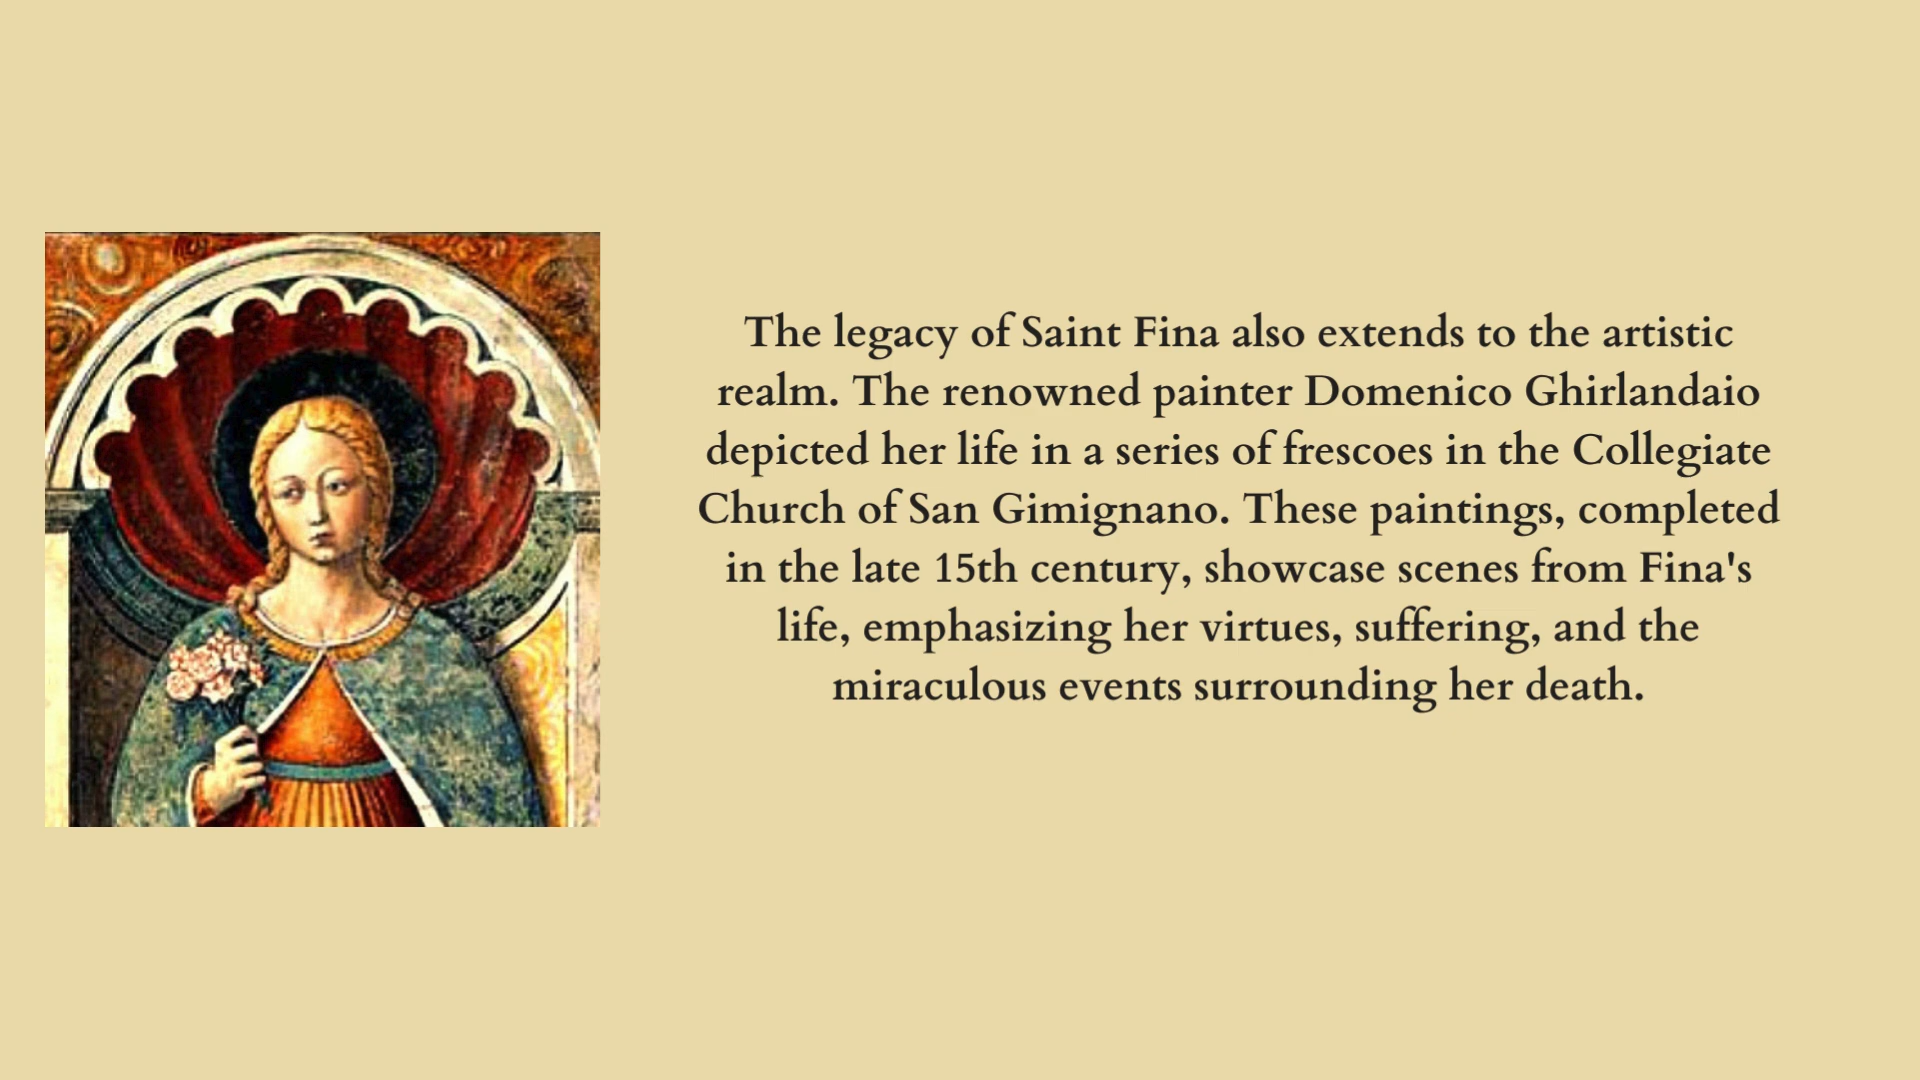 The legacy of Saint Fina also extends to the artistic
realm. The renowned painter Domenico Ghirlandaio
depicted her life in a series of frescoes in the Collegiate
Church of San Gimignano. These paintings, completed
in the late 15th century, showcase scenes from Fina's
life, emphasizing her virtues, suffering, and the
miraculous events surrounding her death.